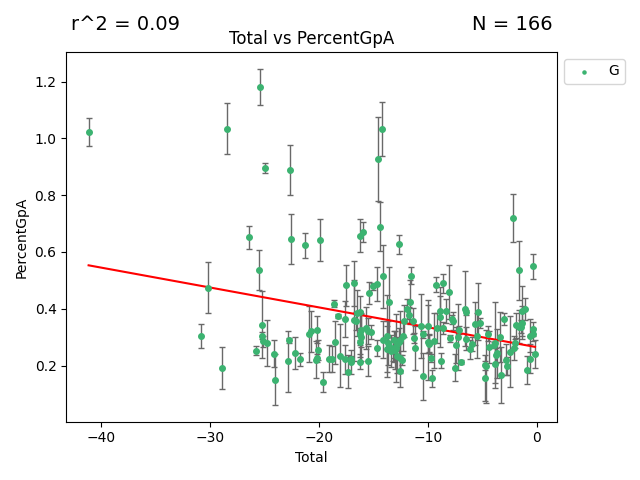 r^2 = 0.09
N = 166
Total vs PercentGpA
G
PercentGpA
1.2
1.0
0.8
0.6
0.4
0.2
−40
−30
−20
−10
0
Total